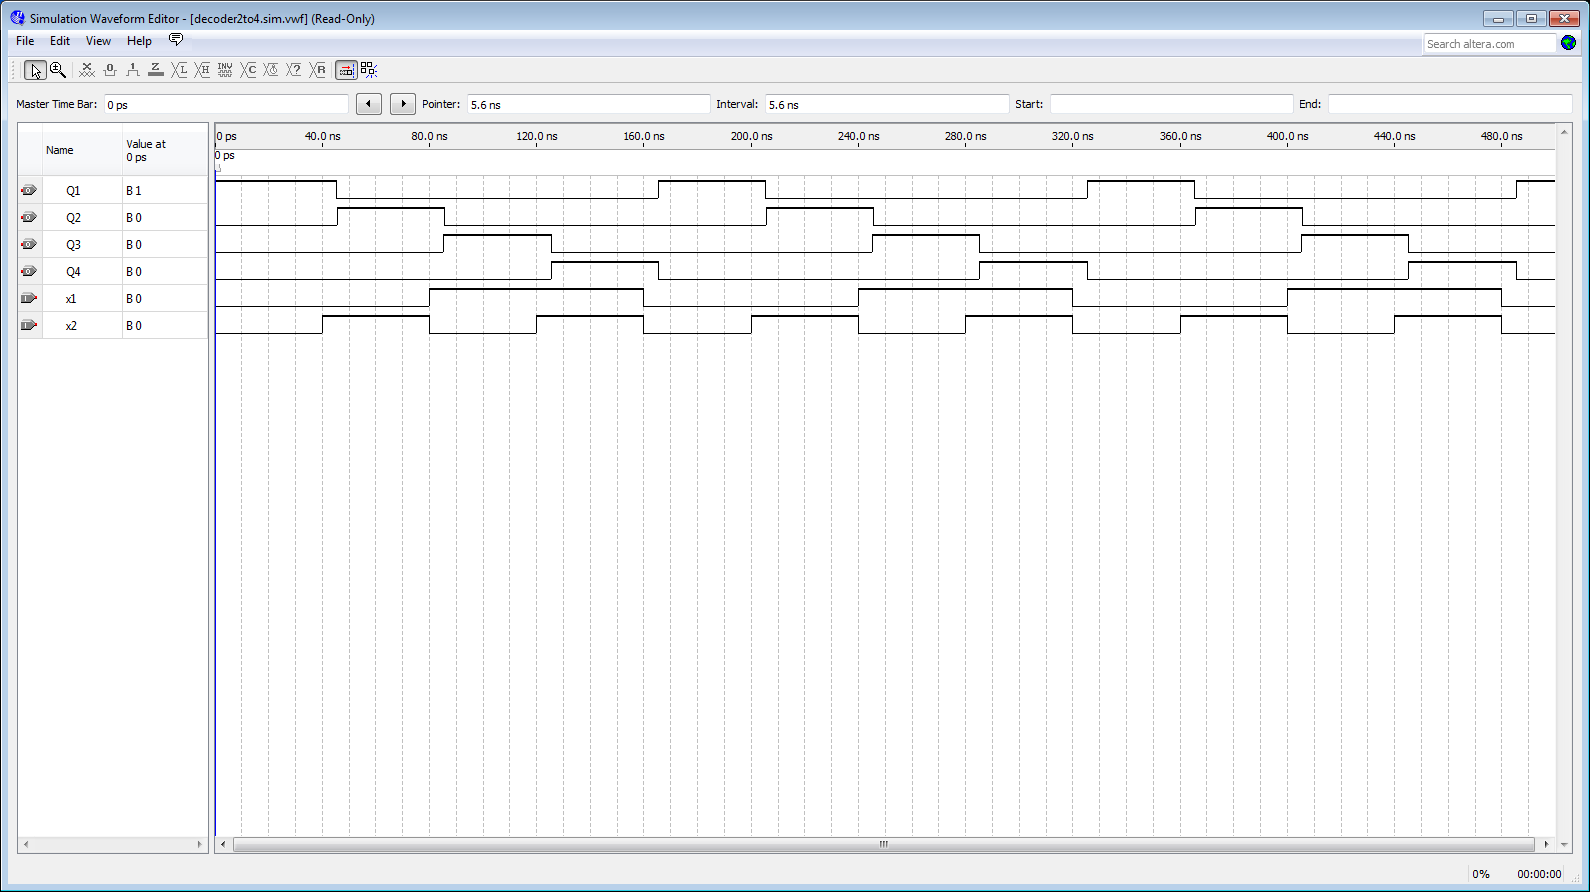 Simulation Waveform Editor - [decoder2to4.sim.vwf] (Read-Only)
File Edit View Help
Search altera.com
Master Time Bar: 0 ps Pointer: 5.6 ns Interval: 5.6 ns Start: End:
Name Value at 0 ps
0 ps 40.0 ns 80.0 ns 120.0 ns 160.0 ns 200.0 ns 240.0 ns 280.0 ns 320.0 ns 360.0 ns 400.0 ns 440.0 ns 480.0 ns
0 ps
Q1 B 1
Q2 B 0
Q3 B 0
Q4 B 0
x1 B 0
x2 B 0
0% 00:00:00